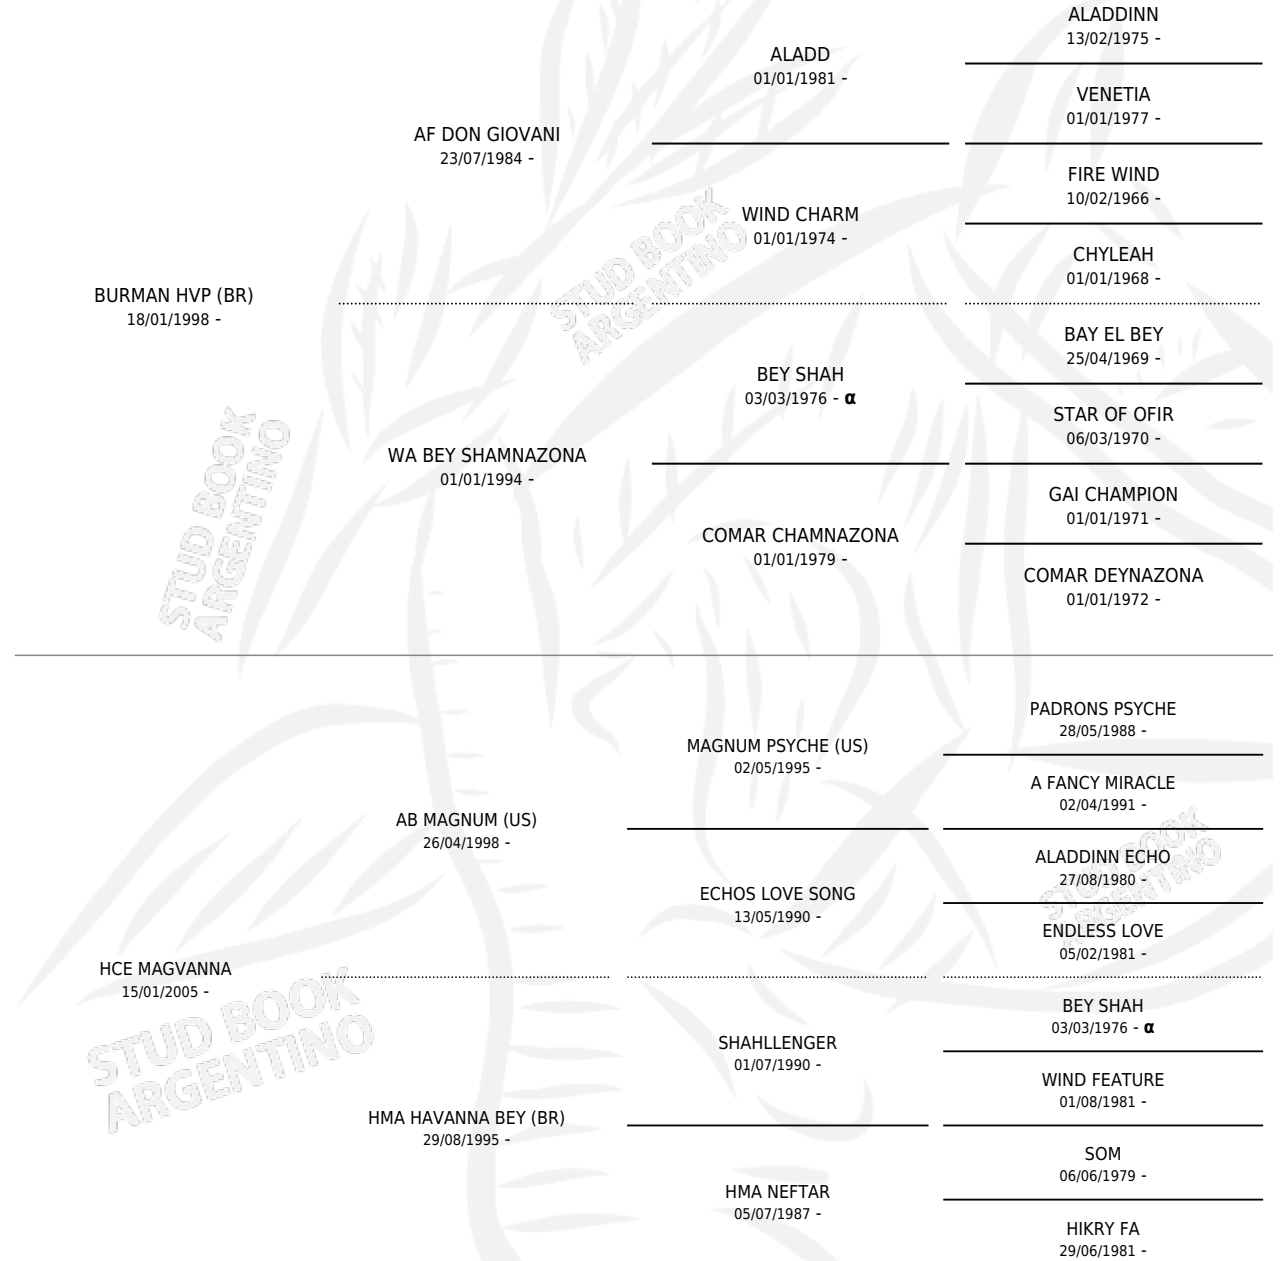 ALADDINN
13/02/1975 -
ALADD
01/01/1981 -
VENETIA
01/01/1977 -
AF DON GIOVANI
23/07/1984 -
FIRE WIND
10/02/1966 -
WIND CHARM
01/01/1974 -
CHYLEAH
01/01/1968 -
BURMAN HVP (BR)
18/01/1998 -
BAY EL BEY
25/04/1969 -
BEY SHAH
03/03/1976 - α
STAR OF OFIR
06/03/1970 -
WA BEY SHAMNAZONA
01/01/1994 -
GAI CHAMPION
01/01/1971 -
COMAR CHAMNAZONA
01/01/1979 -
COMAR DEYNAZONA
01/01/1972 -
PADRONS PSYCHE
28/05/1988 -
MAGNUM PSYCHE (US)
02/05/1995 -
A FANCY MIRACLE
02/04/1991 -
AB MAGNUM (US)
26/04/1998 -
ALADDINN ECHO
27/08/1980 -
ECHOS LOVE SONG
13/05/1990 -
ENDLESS LOVE
05/02/1981 -
HCE MAGVANNA
15/01/2005 -
BEY SHAH
03/03/1976 - α
SHAHLLENGER
01/07/1990 -
WIND FEATURE
01/08/1981 -
HMA HAVANNA BEY (BR)
29/08/1995 -
SOM
06/06/1979 -
HMA NEFTAR
05/07/1987 -
HIKRY FA
29/06/1981 -
STUD BOOK
ARGENTINO
STUD BOOK
ARGENTINO
STUD BOOK
ARGENTINO
STUD BOOK
ARGENTINO